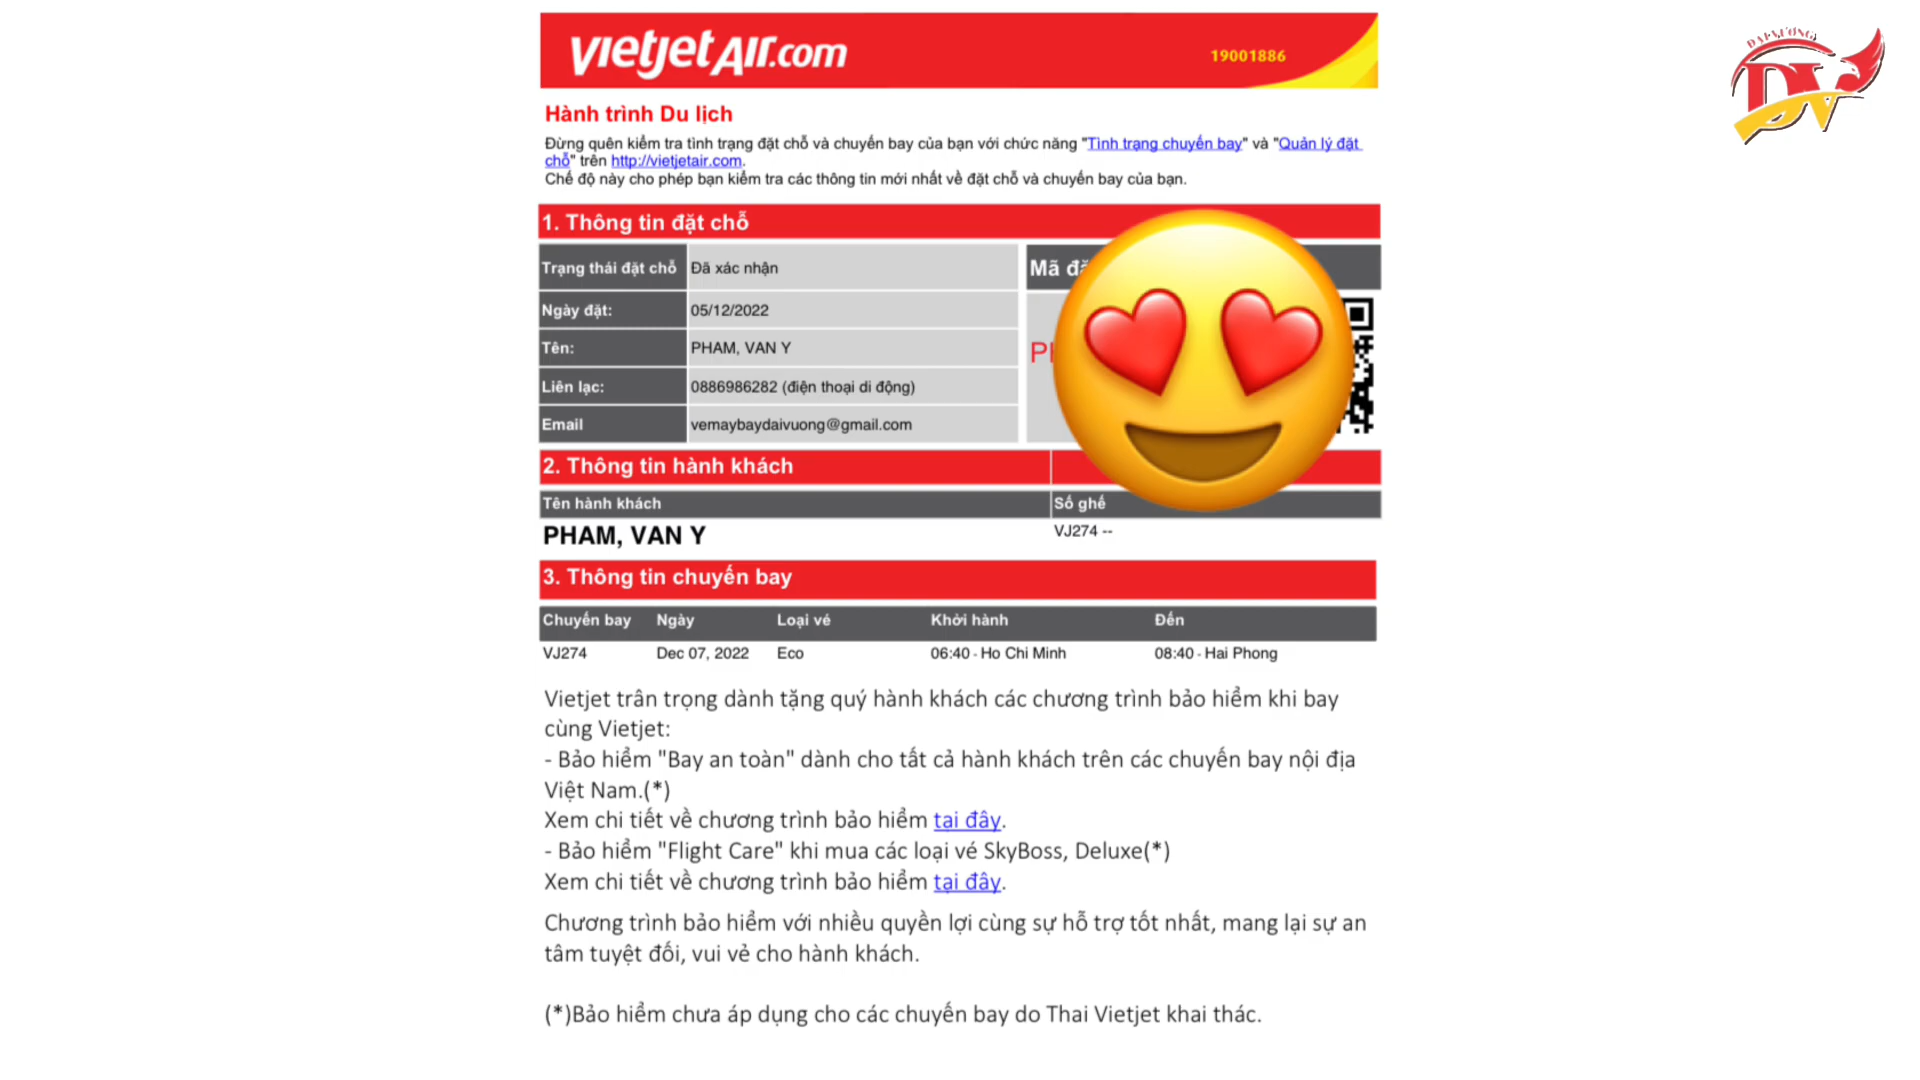 vietjetAir.com
19001886
ĐẠI VƯƠNG
DV
Hành trình Du lịch
Đừng quên kiểm tra tình trạng đặt chỗ và chuyến bay của bạn với chức năng "Tình trạng chuyến bay" và "Quản lý đặt
chỗ" trên http://vietjetair.com.
Chế độ này cho phép bạn kiểm tra các thông tin mới nhất về đặt chỗ và chuyến bay của bạn.
1. Thông tin đặt chỗ
Trạng thái đặt chỗ Đã xác nhận
Mã
Ngày đặt: 05/12/2022
Tên: PHAM, VAN Y
Liên lạc: 0886986282 (điện thoại di động)
Email vemaybaydaivuong@gmail.com
2. Thông tin hành khách
Tên hành khách Số ghế
PHAM, VAN Y VJ274 --
3. Thông tin chuyến bay
Chuyến bay Ngày Loại vé Khởi hành Đến
VJ274 Dec 07, 2022 Eco 06:40 - Ho Chi Minh 08:40 - Hai Phong
Vietjet trân trọng dành tặng quý hành khách các chương trình bảo hiểm khi bay
cùng Vietjet:
- Bảo hiểm "Bay an toàn" dành cho tất cả hành khách trên các chuyến bay nội địa
Việt Nam.(*)
Xem chi tiết về chương trình bảo hiểm tại đây.
- Bảo hiểm "Flight Care" khi mua các loại vé SkyBoss, Deluxe(*)
Xem chi tiết về chương trình bảo hiểm tại đây.
Chương trình bảo hiểm với nhiều quyền lợi cùng sự hỗ trợ tốt nhất, mang lại sự an
tâm tuyệt đối, vui vẻ cho hành khách.
(*)Bảo hiểm chưa áp dụng cho các chuyến bay do Thai Vietjet khai thác.